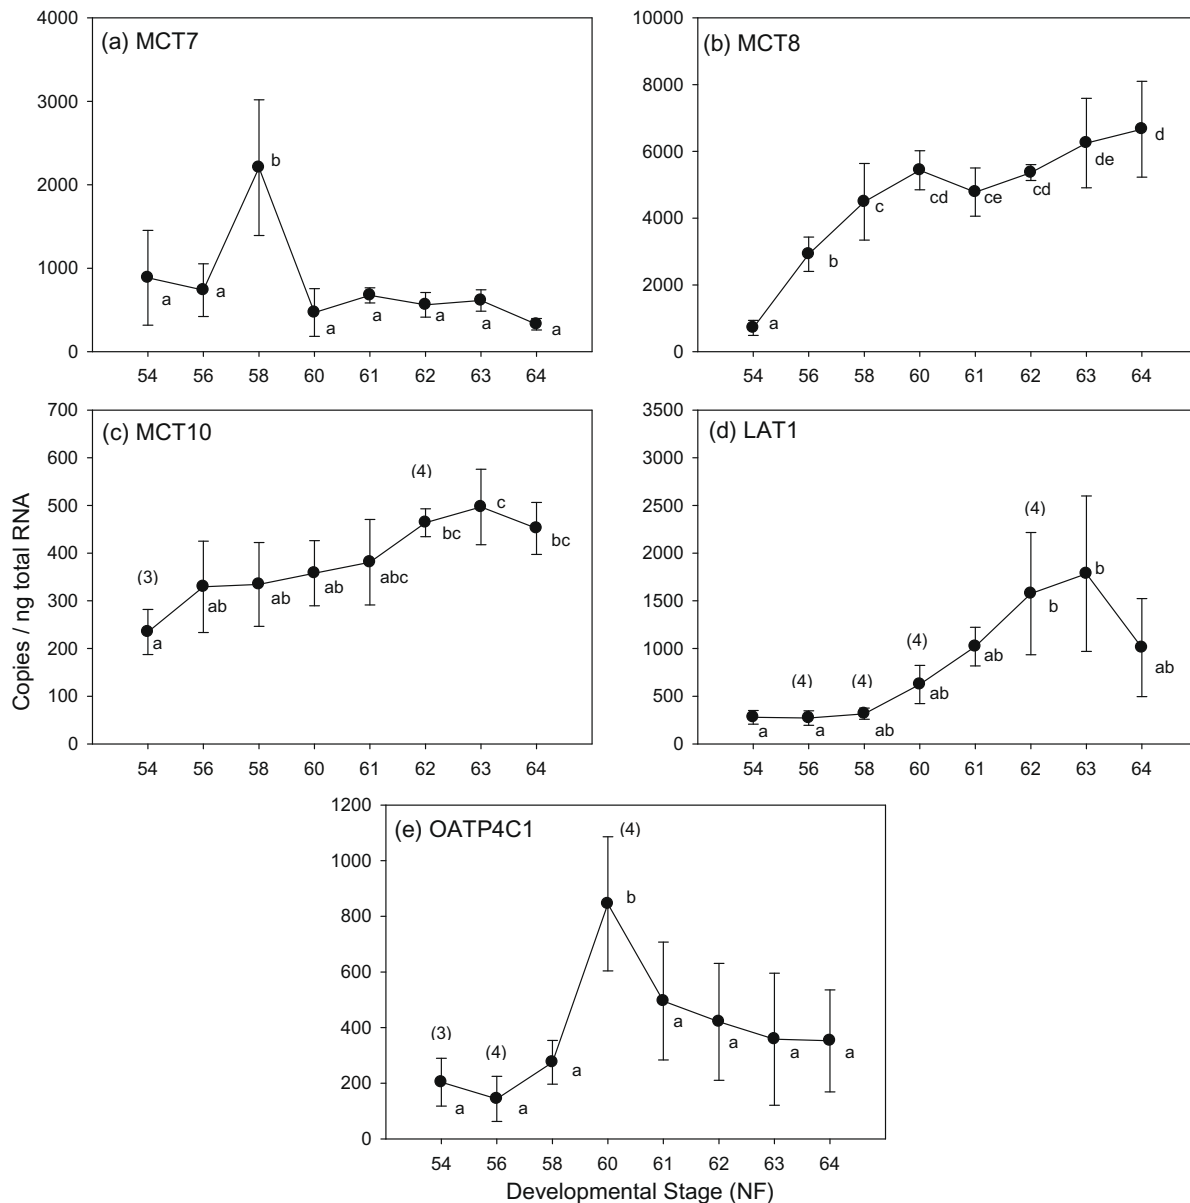 (a) MCT7
4000
3000
2000
1000
0
b
a
a
a
a
a
a
a
54 56 58 60 61 62 63 64
(b) MCT8
10000
8000
6000
4000
2000
0
a
b
c
cd
ce
cd
de
d
54 56 58 60 61 62 63 64
(c) MCT10
700
600
500
400
300
200
100
0
(3)
(4)
a
ab
ab
ab
abc
bc
c
bc
54 56 58 60 61 62 63 64
Copies / ng total RNA
(d) LAT1
3500
3000
2500
2000
1500
1000
500
0
(4)
(4)
(4)
(4)
a
a
ab
ab
ab
b
b
ab
54 56 58 60 61 62 63 64
(e) OATP4C1
1200
1000
800
600
400
200
0
(3)
(4)
(4)
a
a
a
b
a
a
a
a
54 56 58 60 61 62 63 64
Developmental Stage (NF)